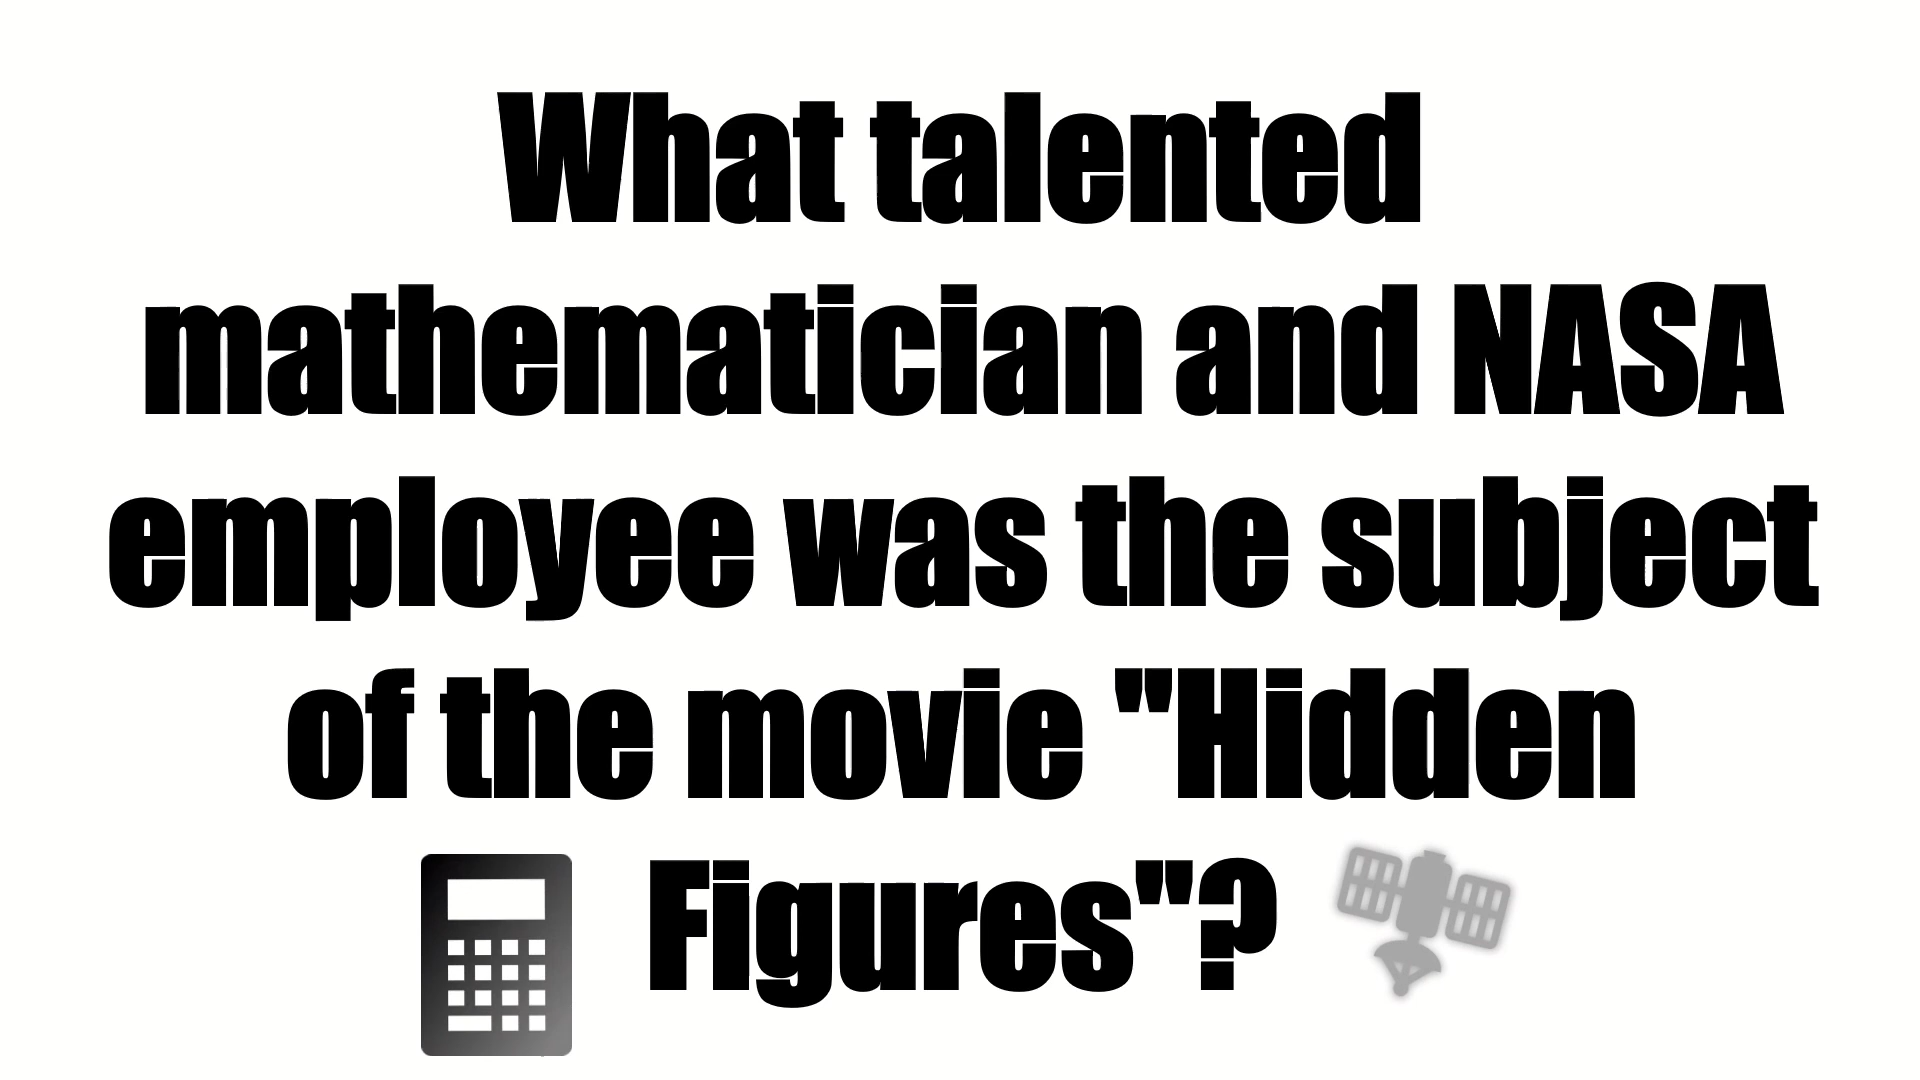 What talented
mathematician and NASA
employee was the subject
of the movie "Hidden
Figures"?